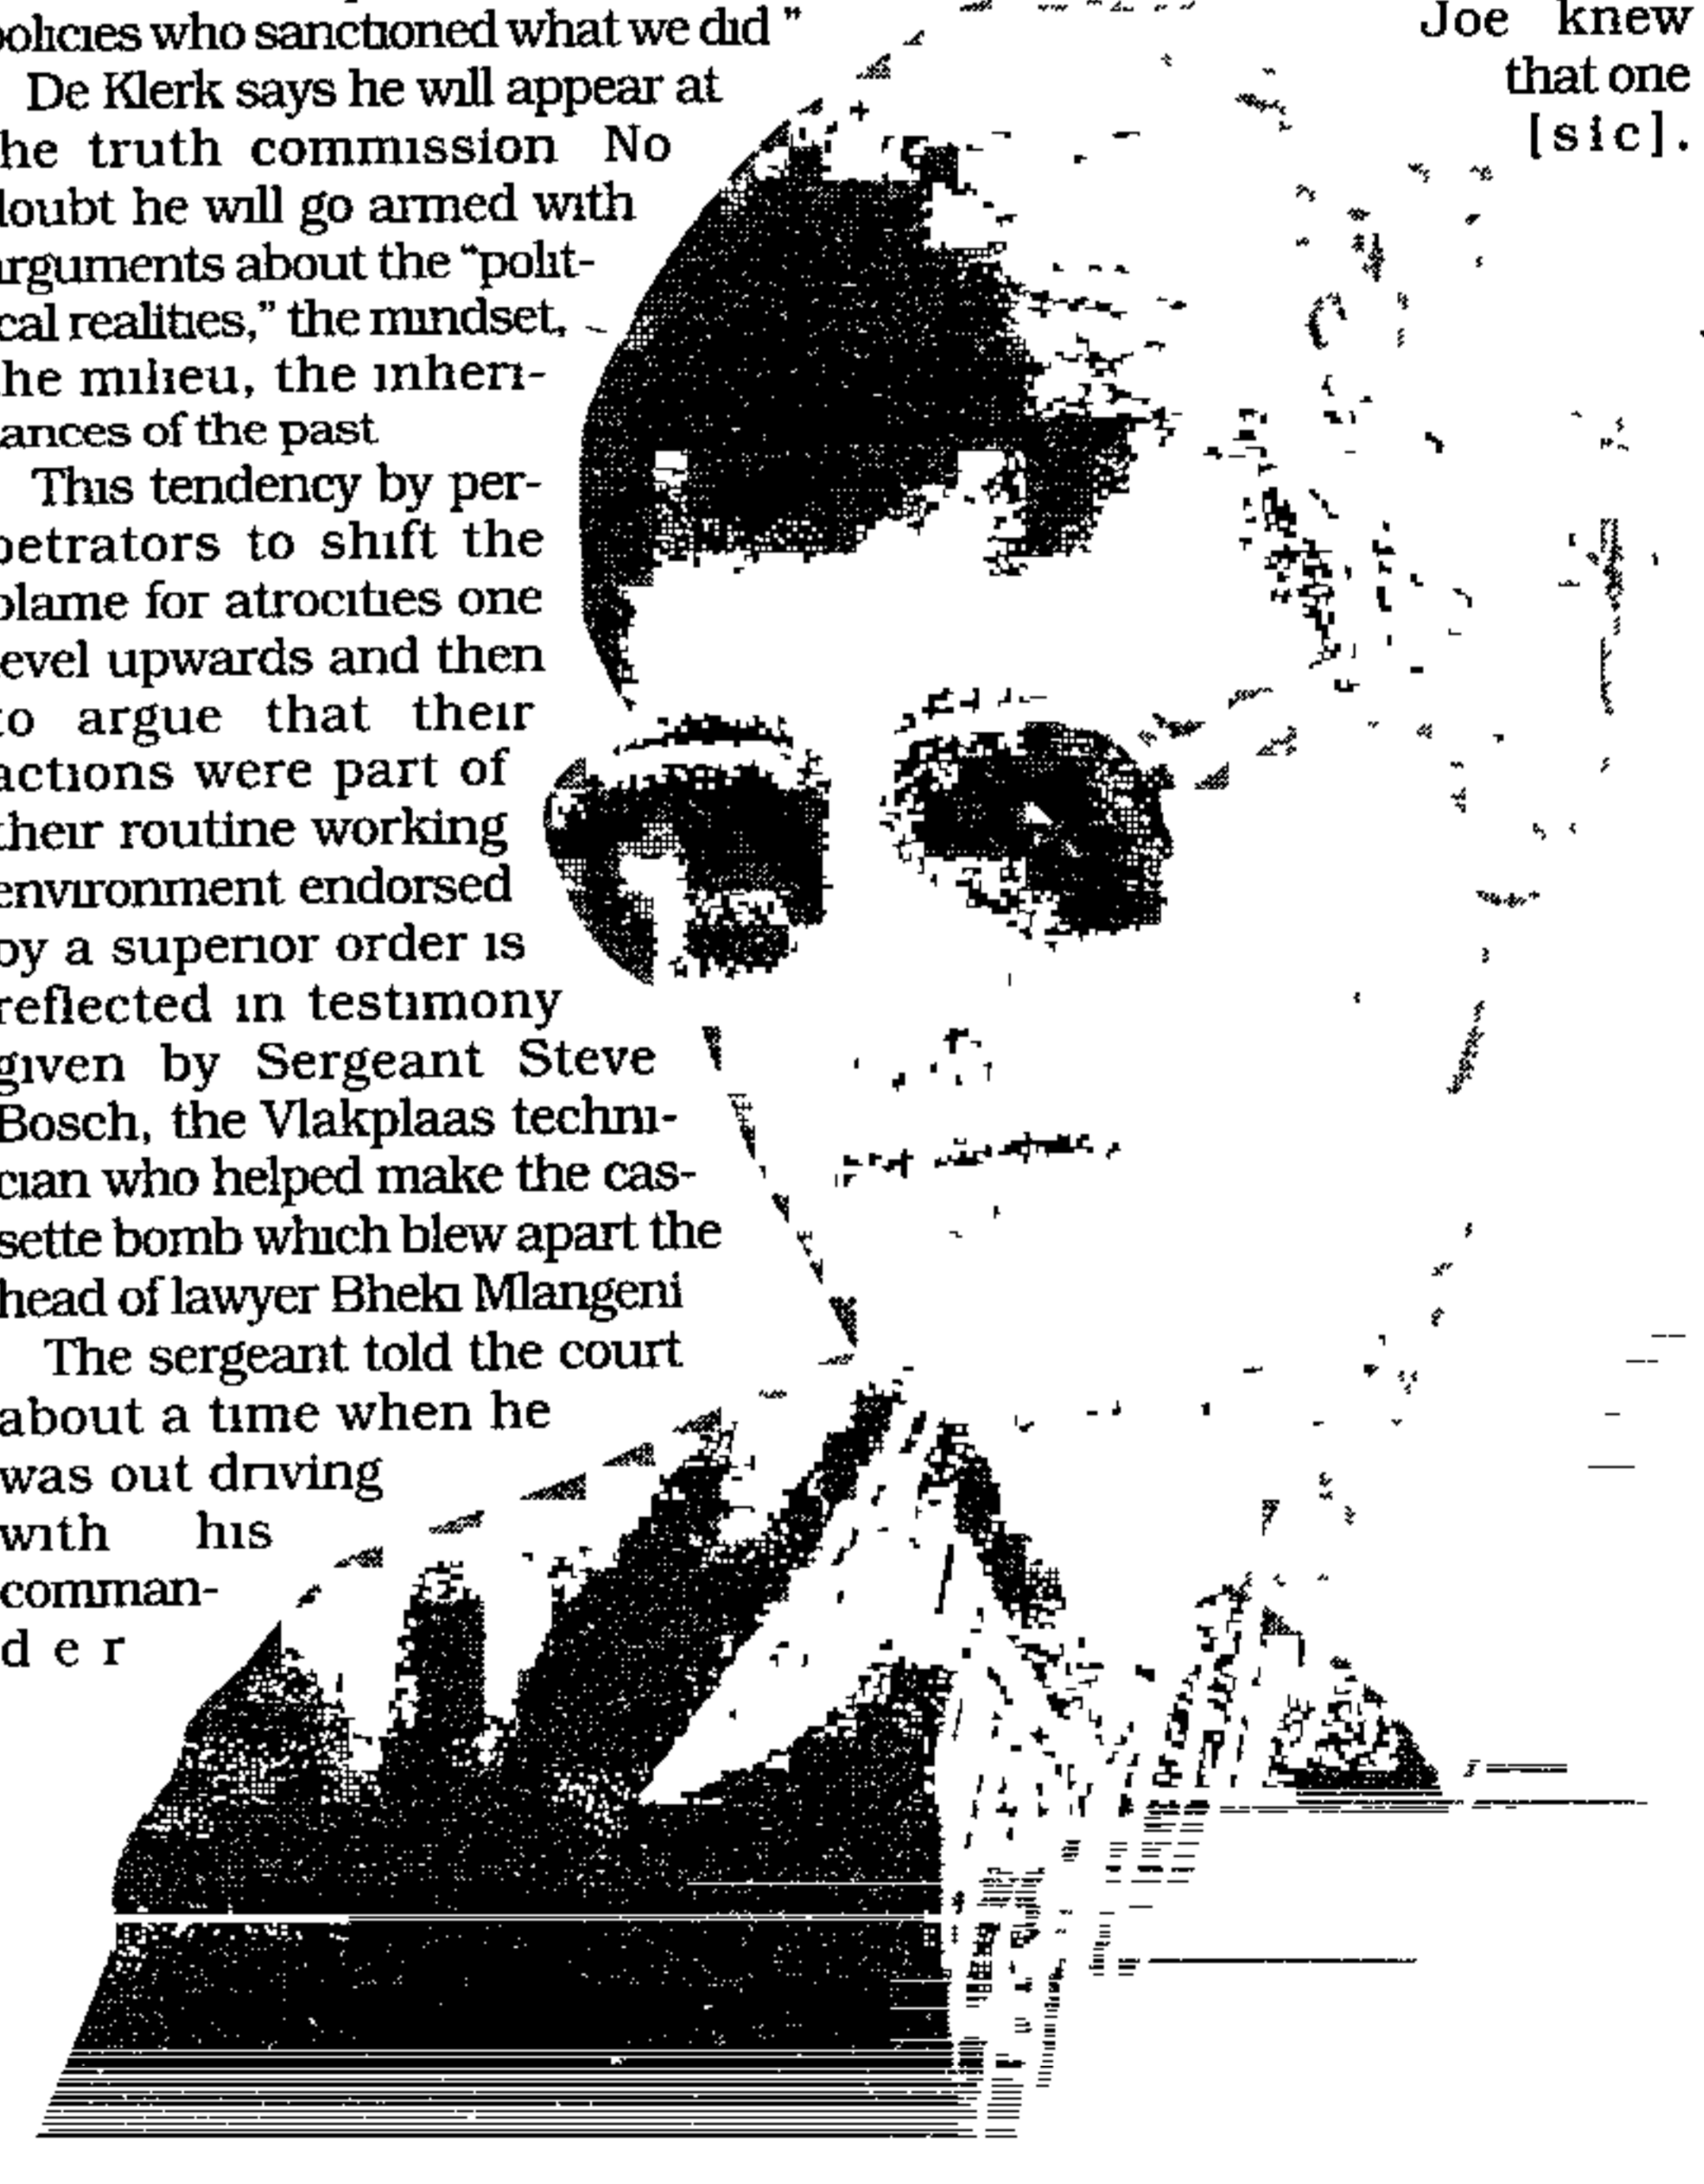 policies who sanctioned what we did"
De Klerk says he will appear at
he truth commission No
doubt he will go armed with
arguments about the "polit-
cal realities," the mindset,
he milieu, the inheri-
ances of the past
This tendency by per-
petrators to shift the
blame for atrocities one
level upwards and then
to argue that their
actions were part of
their routine working
environment endorsed
by a superior order is
reflected in testimony
given by Sergeant Steve
Bosch, the Vlakplaas techni-
cian who helped make the cas-
sette bomb which blew apart the
head of lawyer Bheki Mlangeni
The sergeant told the court
about a time when he
was out driving
with his
comman-
der
Joe knew
that one
[sic].